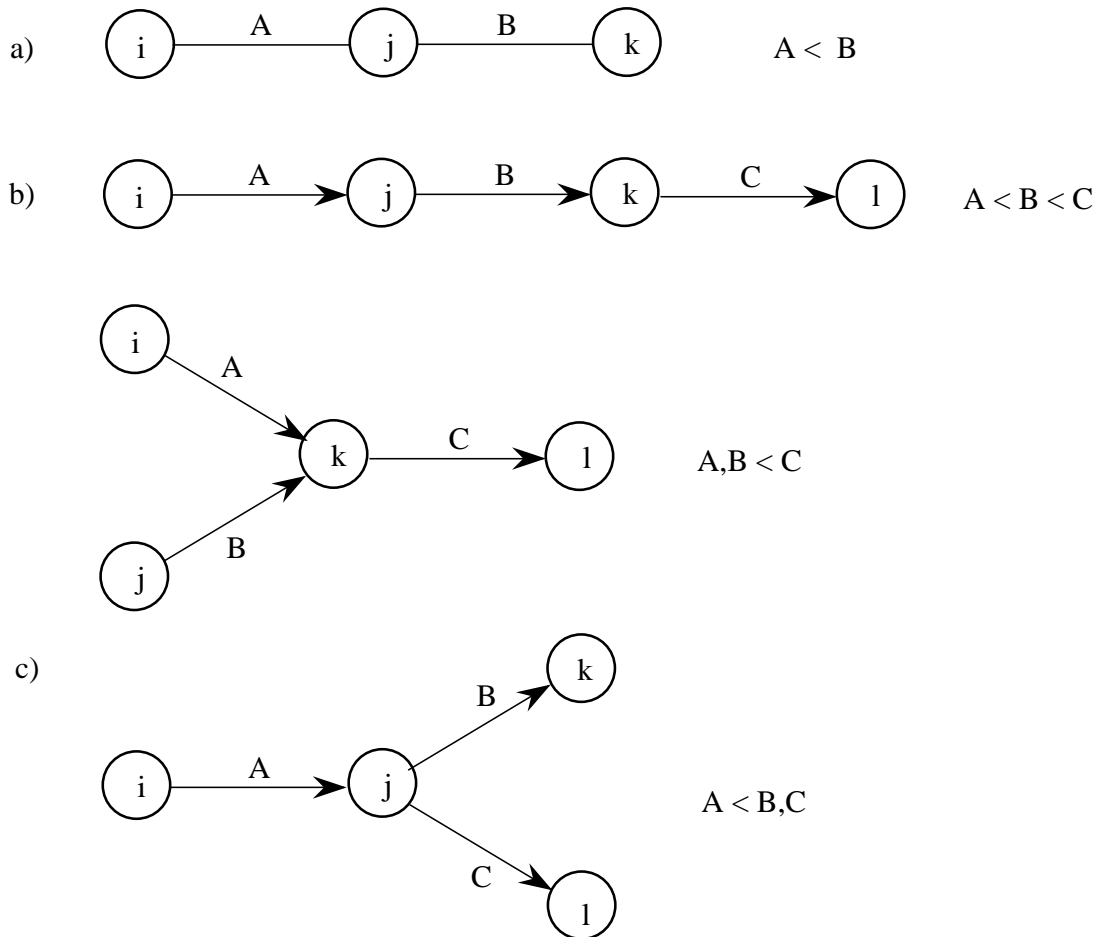 a) i A j B k A < B
b) i A j B k C l A < B < C
i
A
k C l A,B < C
j B
c) k
B
i A j A < B,C
C
l